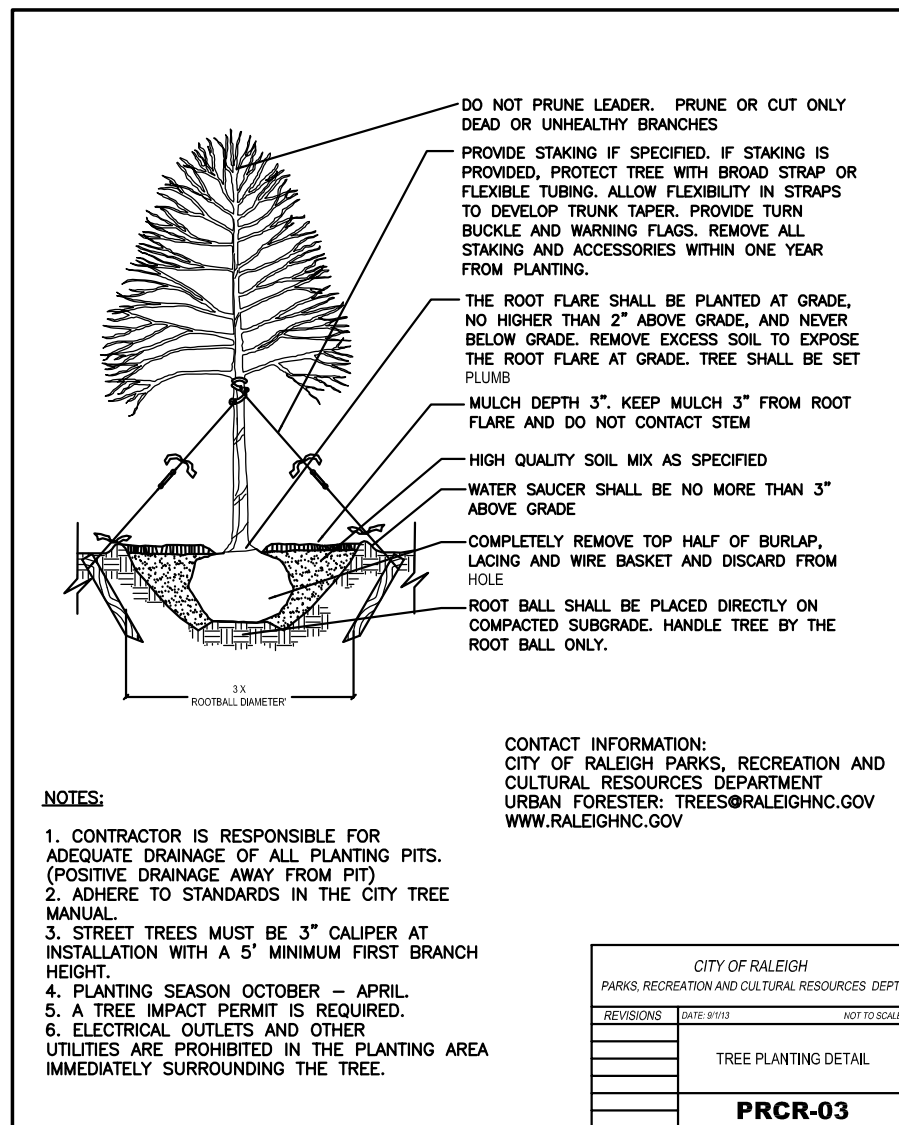 DO NOT PRUNE LEADER. PRUNE OR CUT ONLY
DEAD OR UNHEALTHY BRANCHES
PROVIDE STAKING IF SPECIFIED. IF STAKING IS
PROVIDED, PROTECT TREE WITH BROAD STRAP OR
FLEXIBLE TUBING. ALLOW FLEXIBILITY IN STRAPS
TO DEVELOP TRUNK TAPER. PROVIDE TURN
BUCKLE AND WARNING FLAGS. REMOVE ALL
STAKING AND ACCESSORIES WITHIN ONE YEAR
FROM PLANTING.
THE ROOT FLARE SHALL BE PLANTED AT GRADE,
NO HIGHER THAN 2" ABOVE GRADE, AND NEVER
BELOW GRADE. REMOVE EXCESS SOIL TO EXPOSE
THE ROOT FLARE AT GRADE. TREE SHALL BE SET
PLUMB
MULCH DEPTH 3". KEEP MULCH 3" FROM ROOT
FLARE AND DO NOT CONTACT STEM
HIGH QUALITY SOIL MIX AS SPECIFIED
WATER SAUCER SHALL BE NO MORE THAN 3"
ABOVE GRADE
COMPLETELY REMOVE TOP HALF OF BURLAP,
LACING AND WIRE BASKET AND DISCARD FROM
HOLE
ROOT BALL SHALL BE PLACED DIRECTLY ON
COMPACTED SUBGRADE. HANDLE TREE BY THE
ROOT BALL ONLY.
3 X
ROOTBALL DIAMETER'
CONTACT INFORMATION:
CITY OF RALEIGH PARKS, RECREATION AND
CULTURAL RESOURCES DEPARTMENT
URBAN FORESTER: TREES@RALEIGHNC.GOV
WWW.RALEIGHNC.GOV
NOTES:
1. CONTRACTOR IS RESPONSIBLE FOR
ADEQUATE DRAINAGE OF ALL PLANTING PITS.
(POSITIVE DRAINAGE AWAY FROM PIT)
2. ADHERE TO STANDARDS IN THE CITY TREE
MANUAL.
3. STREET TREES MUST BE 3" CALIPER AT
INSTALLATION WITH A 5' MINIMUM FIRST BRANCH
HEIGHT.
4. PLANTING SEASON OCTOBER – APRIL.
5. A TREE IMPACT PERMIT IS REQUIRED.
6. ELECTRICAL OUTLETS AND OTHER
UTILITIES ARE PROHIBITED IN THE PLANTING AREA
IMMEDIATELY SURROUNDING THE TREE.
CITY OF RALEIGH
PARKS, RECREATION AND CULTURAL RESOURCES DEPT
REVISIONS DATE: 9/1/13 NOT TO SCALE
TREE PLANTING DETAIL
PRCR-03